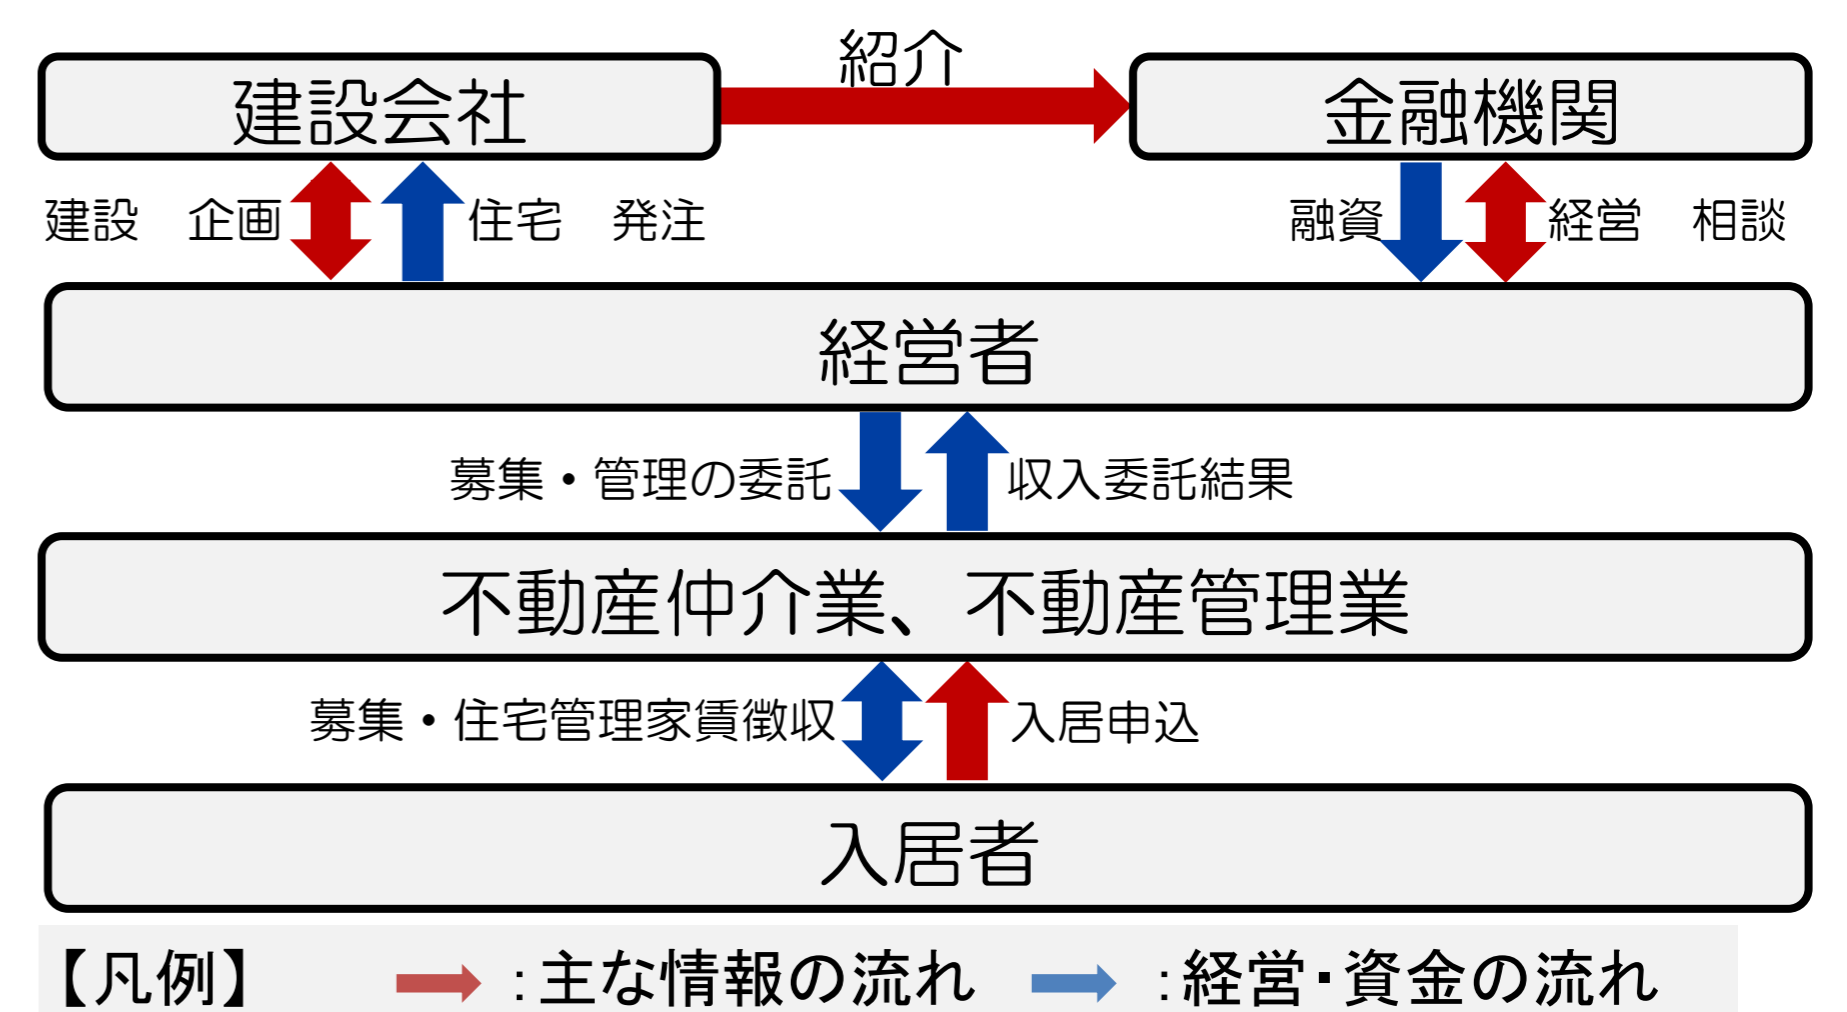 紹介
建設会社
金融機関
建設　企画
住宅　発注
融資
経営　相談
経営者
募集・管理の委託
収入委託結果
不動産仲介業、不動産管理業
募集・住宅管理家賃徴収
入居申込
入居者
【凡例】　：主な情報の流れ　：経営・資金の流れ